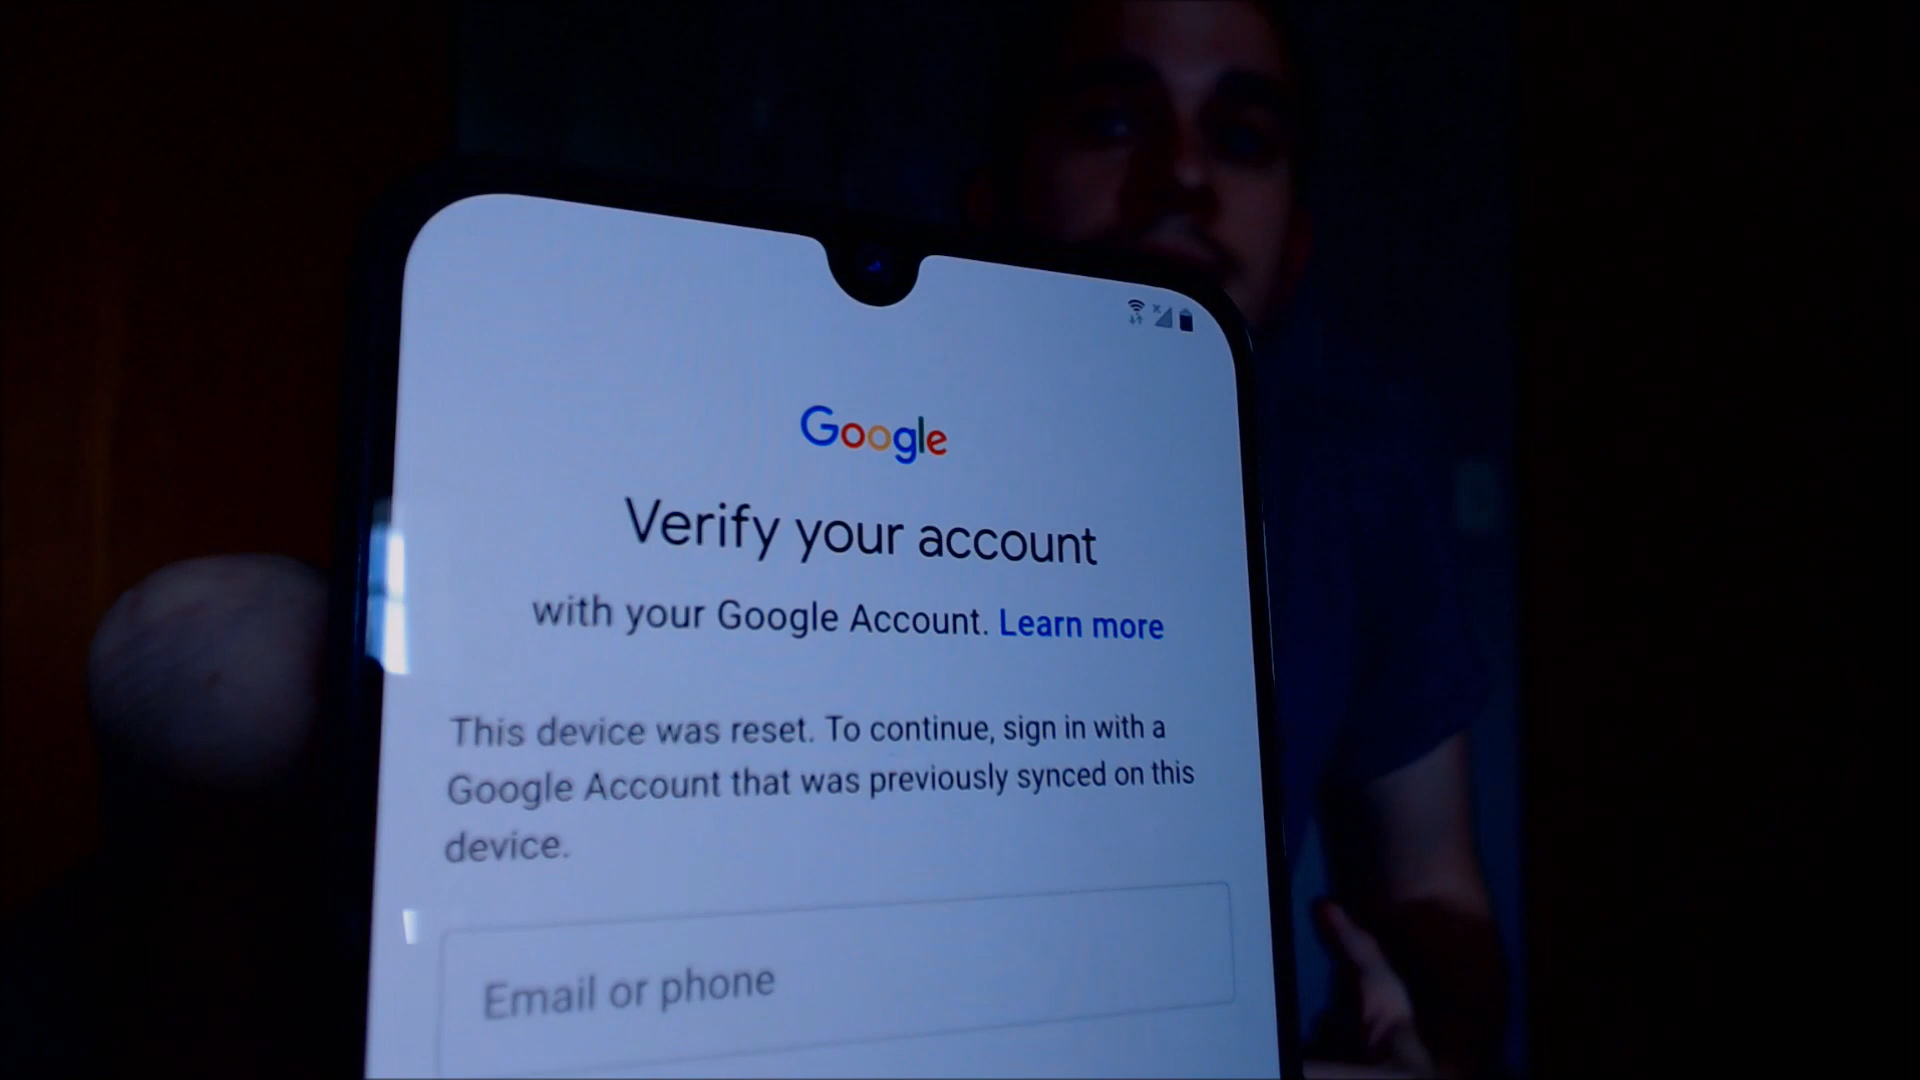 Google
Verify your account
with your Google Account. Learn more
This device was reset. To continue, sign in with a
Google Account that was previously synced on this
device.
Email or phone